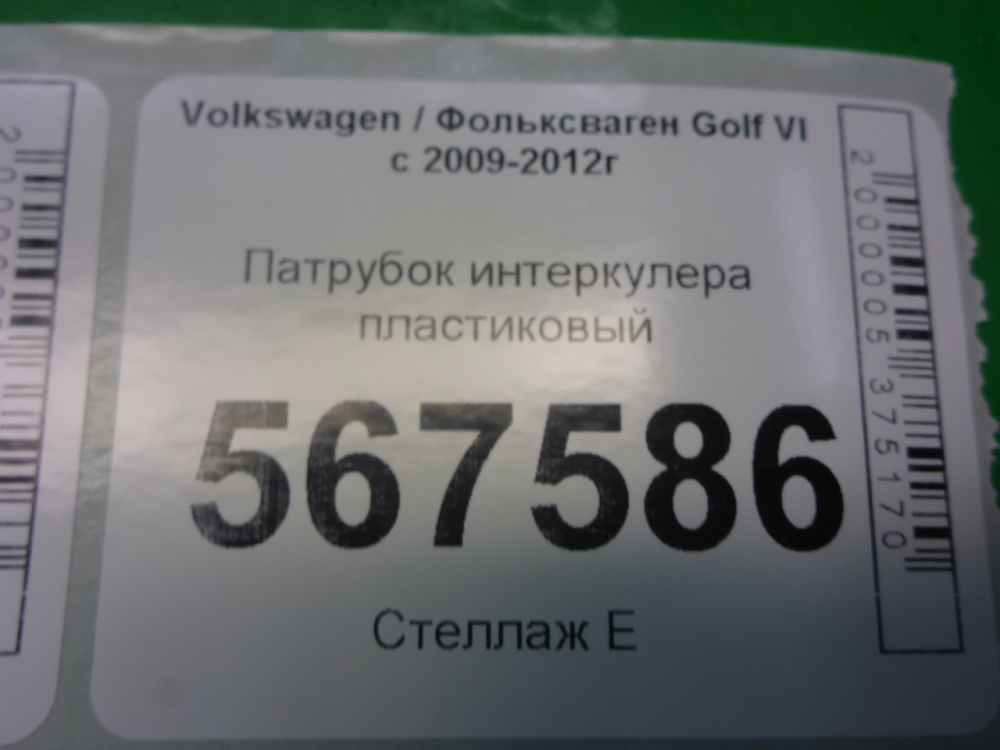 Volkswagen / Фольксваген Golf VI
с 2009-2012г
Патрубок интеркулера
пластиковый
567586
Стеллаж Е
2000005375170